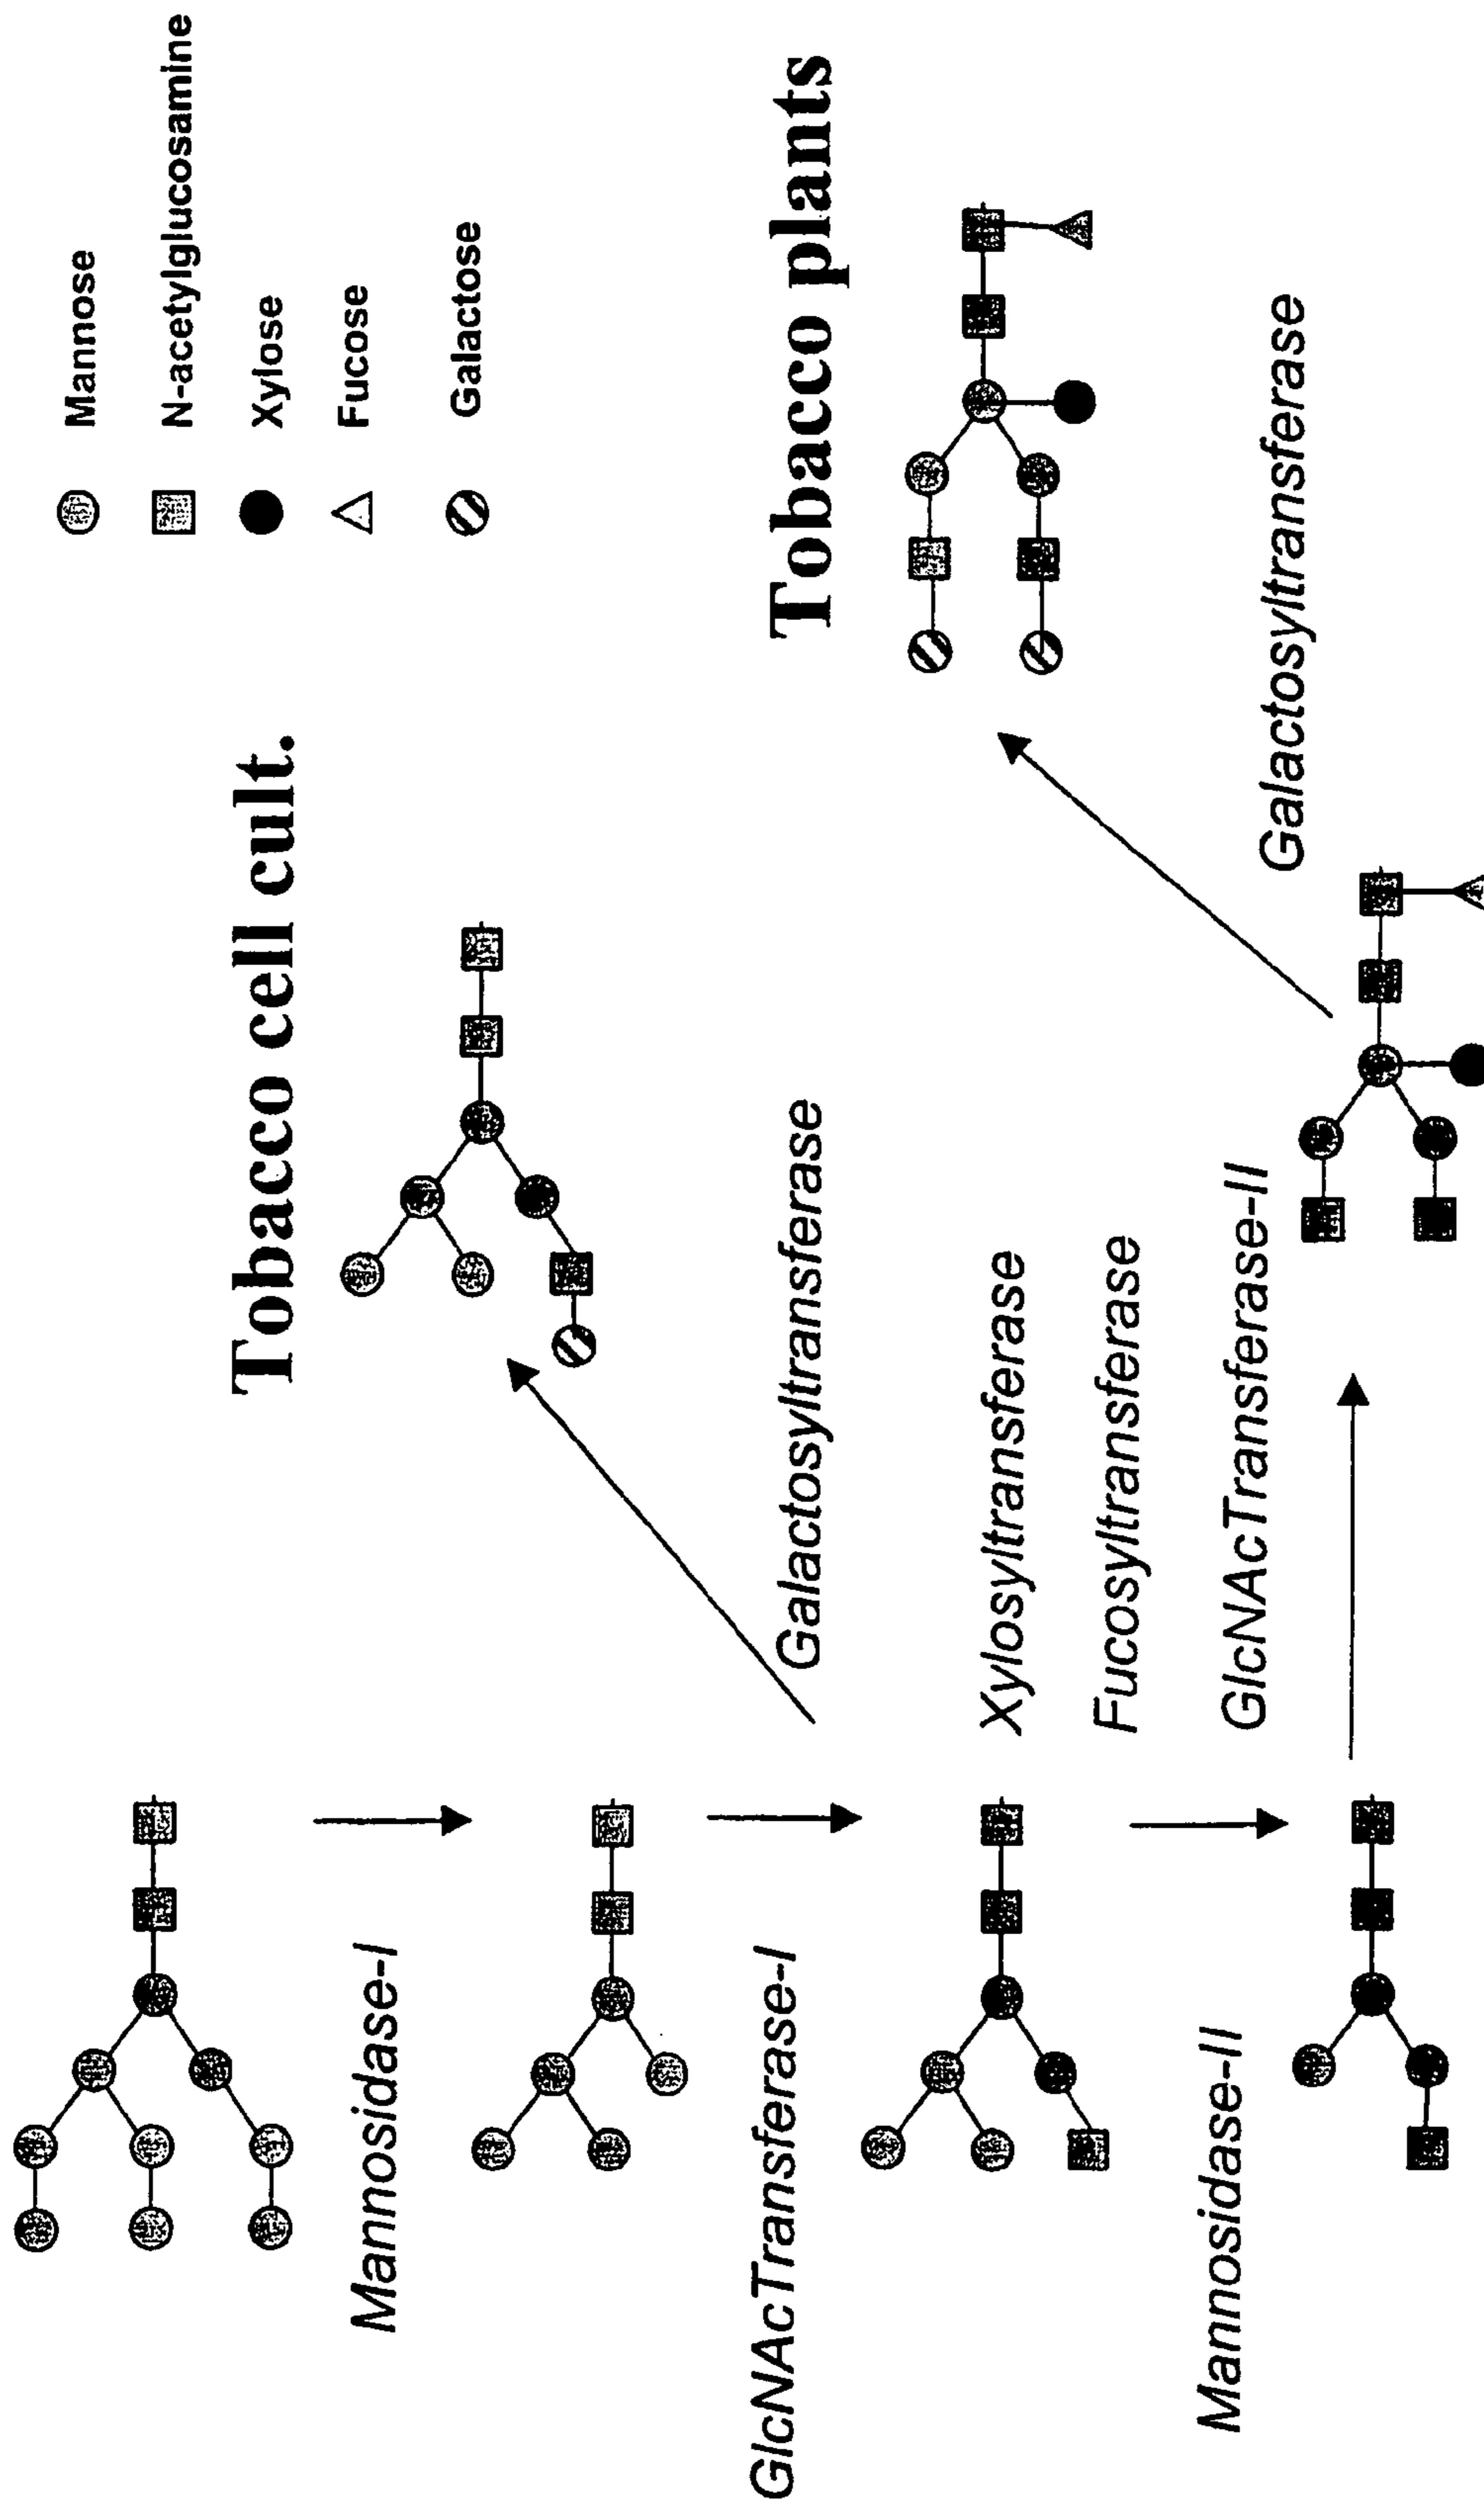 Mannose
N-acetylglucosamine
Xylose
Fucose
Galactose
Tobacco cell cult.
Mannosidase-I
Galactosyltransferase
GlcNAcTransferase-I
Tobacco plants
Xylosyltransferase
Fucosyltransferase
GlcNAcTransferase-II
Mannosidase-II
Galactosyltransferase